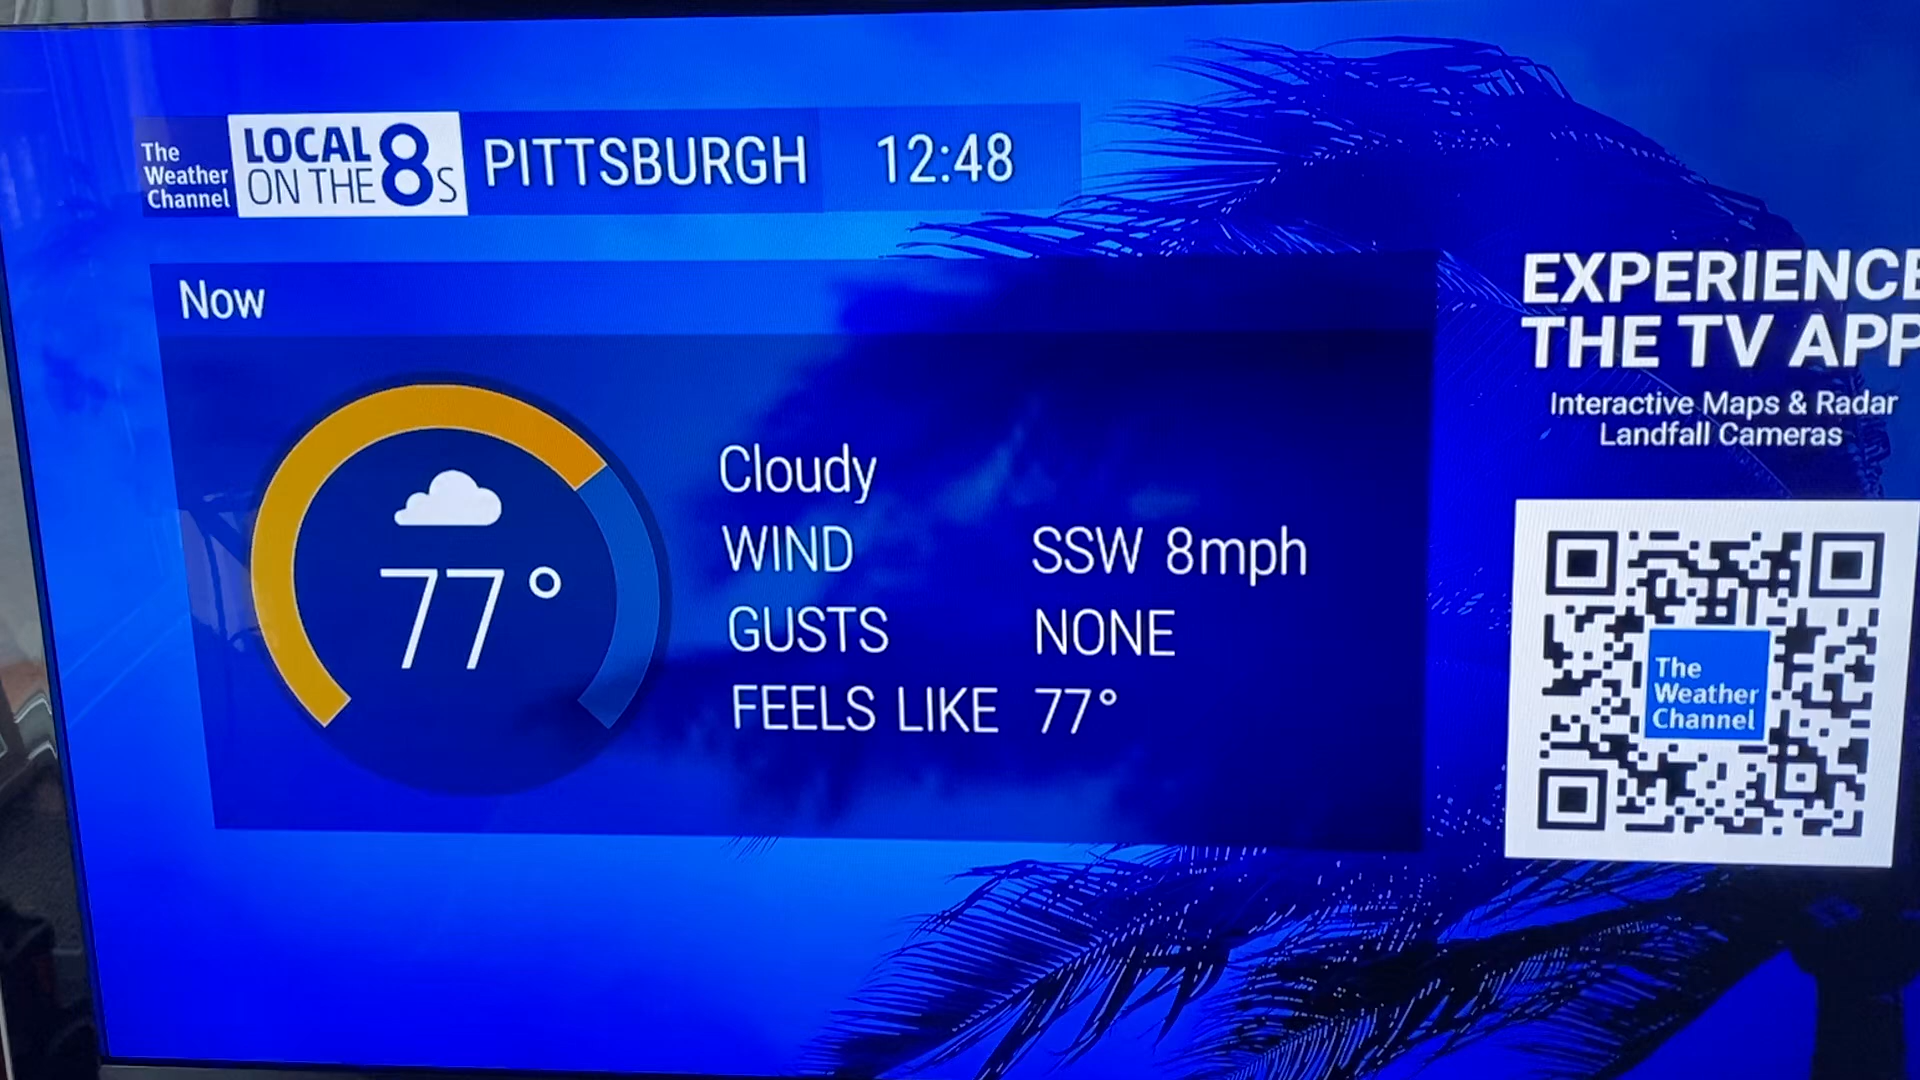 The
Weather
Channel
LOCAL
ON THE 8s
PITTSBURGH 12:48
Now
77°
Cloudy
WIND SSW 8mph
GUSTS NONE
FEELS LIKE 77°
EXPERIENCE
THE TV APP
Interactive Maps & Radar
Landfall Cameras
The
Weather
Channel